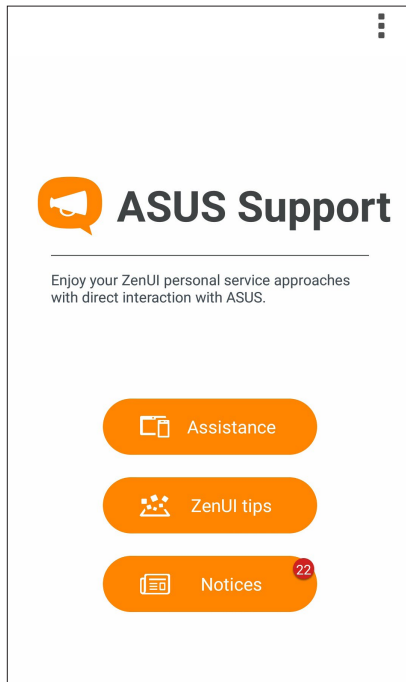 ASUS Support
Enjoy your ZenUI personal service approaches
with direct interaction with ASUS.
Assistance
ZenUI tips
22
Notices